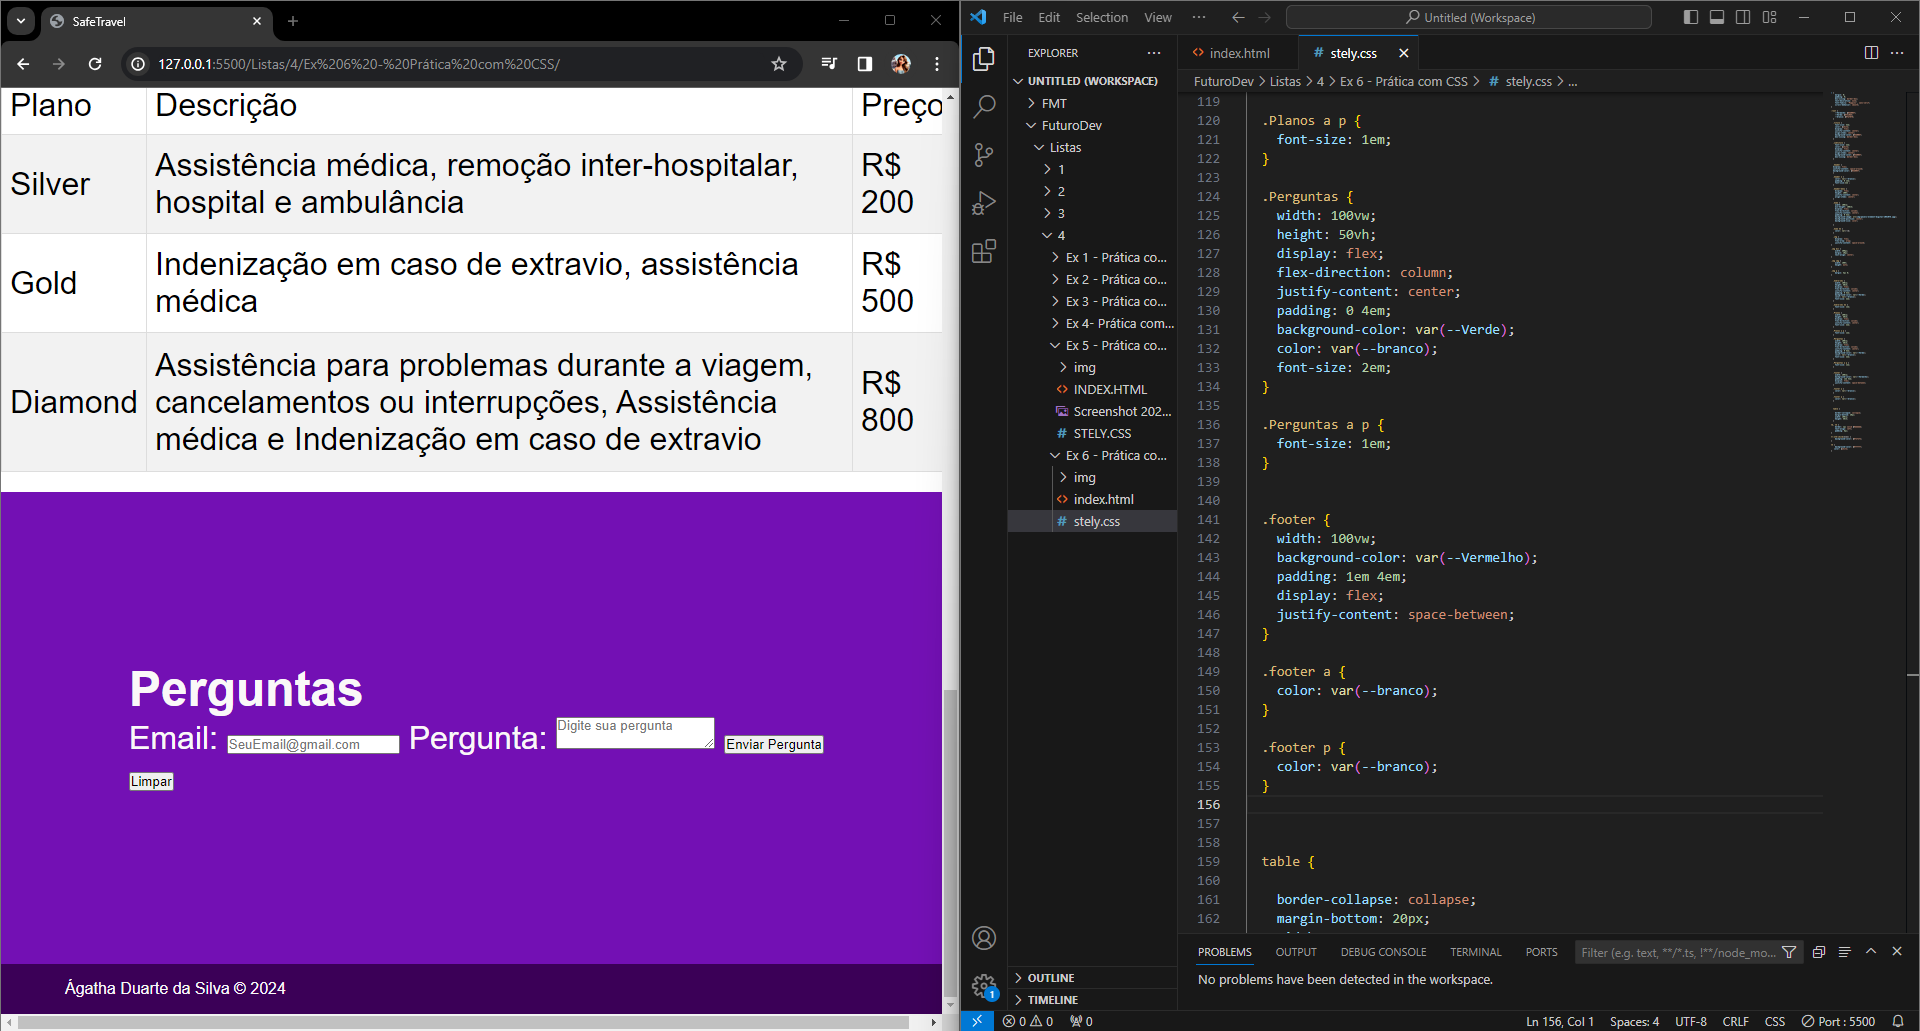 SafeTravel
127.0.0.1:5500/Listas/4/Ex%206%20-%20Prática%20com%20CSS/
Plano Descrição Preço
Silver Assistência médica, remoção inter-hospitalar, hospital e ambulância R$ 200
Gold Indenização em caso de extravio, assistência médica R$ 500
Diamond Assistência para problemas durante a viagem, cancelamentos ou interrupções, Assistência médica e Indenização em caso de extravio R$ 800
Perguntas
Email: SeuEmail@gmail.com Pergunta: Digite sua pergunta Enviar Pergunta
Limpar
Ágatha Duarte da Silva © 2024
File Edit Selection View ··· Untitled (Workspace)
EXPLORER ···
UNTITLED (WORKSPACE)
FMT
FuturoDev
Listas
1
2
3
4
Ex 1 - Prática co...
Ex 2 - Prática co...
Ex 3 - Prática co...
Ex 4- Prática com...
Ex 5 - Prática co...
img
INDEX.HTML
Screenshot 202...
STELY.CSS
Ex 6 - Prática co...
img
index.html
stely.css
OUTLINE
TIMELINE
1
index.html stely.css
FuturoDev > Listas > 4 > Ex 6 - Prática com CSS > # stely.css > ...
119
120 .Planos a p {
121 font-size: 1em;
122 }
123
124 .Perguntas {
125 width: 100vw;
126 height: 50vh;
127 display: flex;
128 flex-direction: column;
129 justify-content: center;
130 padding: 0 4em;
131 background-color: var(--Verde);
132 color: var(--branco);
133 font-size: 2em;
134 }
135
136 .Perguntas a p {
137 font-size: 1em;
138 }
139
140
141 .footer {
142 width: 100vw;
143 background-color: var(--Vermelho);
144 padding: 1em 4em;
145 display: flex;
146 justify-content: space-between;
147 }
148
149 .footer a {
150 color: var(--branco);
151 }
152
153 .footer p {
154 color: var(--branco);
155 }
156
157
158
159 table {
160
161 border-collapse: collapse;
162 margin-bottom: 20px;
PROBLEMS OUTPUT DEBUG CONSOLE TERMINAL PORTS Filter (e.g. text, **/*.ts, !**/node_mo...
No problems have been detected in the workspace.
0 0 0 Ln 156, Col 1 Spaces: 4 UTF-8 CRLF CSS Port : 5500